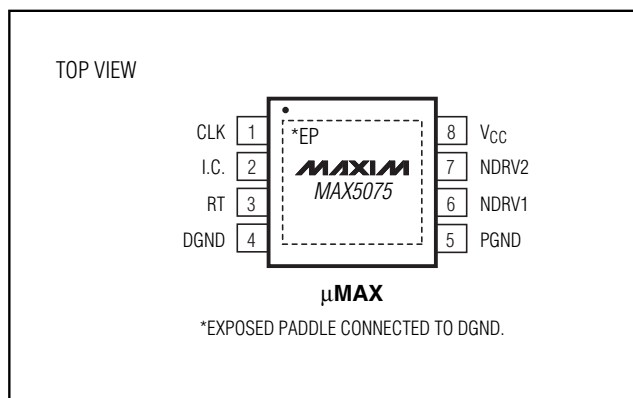 TOP VIEW
CLK 1 *EP 8 VCC
I.C. 2 MAXIM 7 NDRV2
MAX5075
RT 3 6 NDRV1
DGND 4 5 PGND
µMAX
*EXPOSED PADDLE CONNECTED TO DGND.